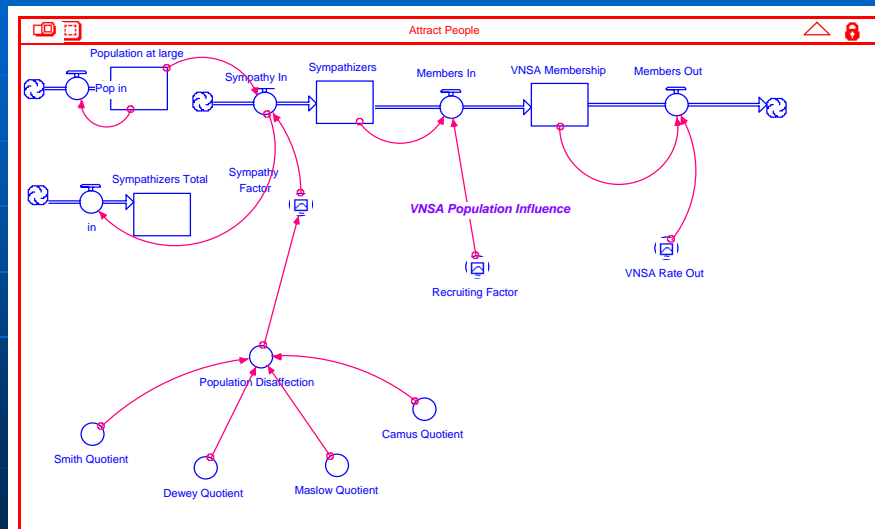 Attract People
Population at large
Pop in
Sympathy In
Sympathizers
Members In
VNSA Membership
Members Out
Sympathizers Total
in
Sympathy
Factor
VNSA Population Influence
Recruiting Factor
VNSA Rate Out
Population Disaffection
Smith Quotient
Dewey Quotient
Maslow Quotient
Camus Quotient